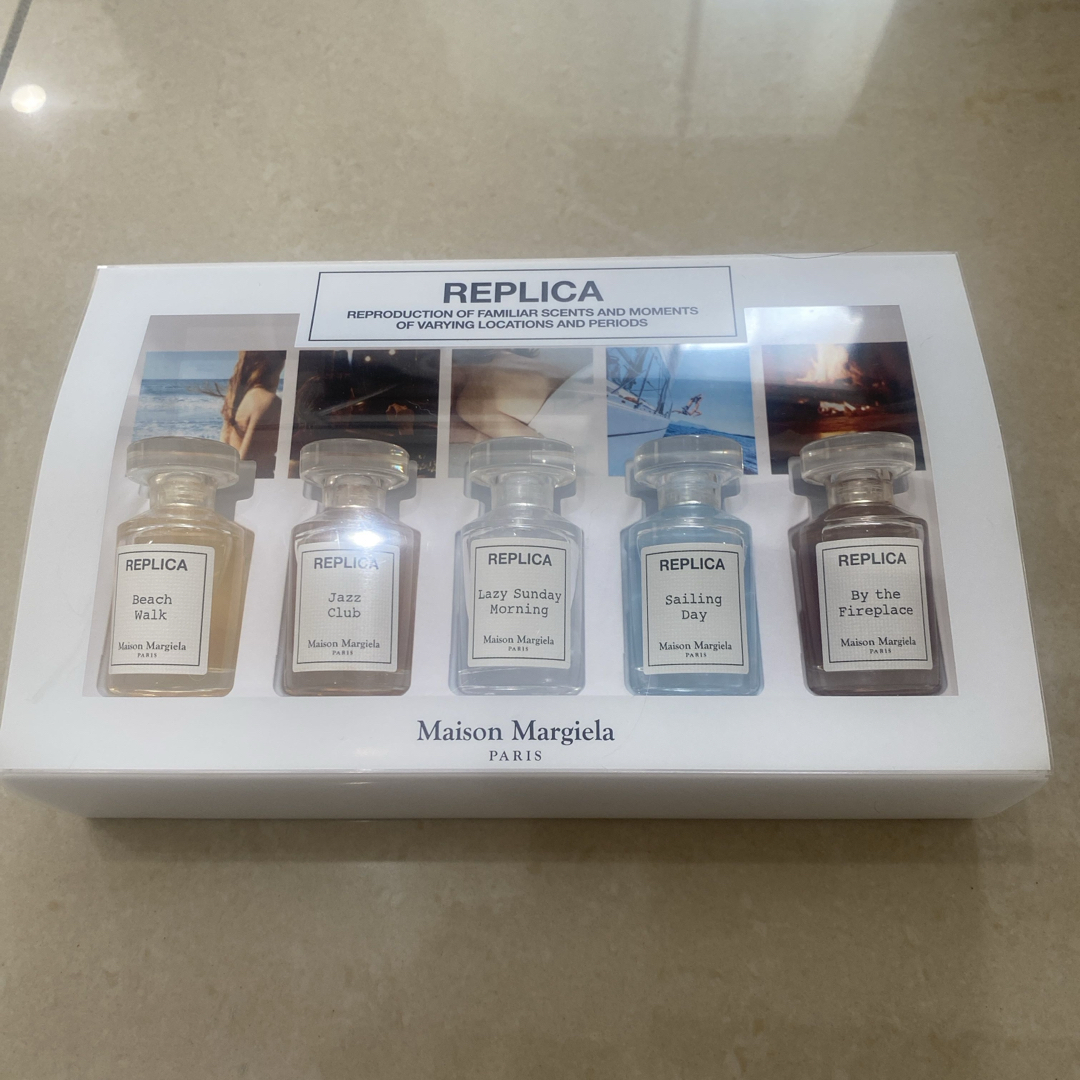 REPLICA
REPRODUCTION OF FAMILIAR SCENTS AND MOMENTS
OF VARYING LOCATIONS AND PERIODS
REPLICA
Beach
Walk
Maison Margiela
PARIS
REPLICA
Jazz
Club
Maison Margiela
PARIS
REPLICA
Lazy Sunday
Morning
Maison Margiela
PARIS
REPLICA
Sailing
Day
Maison Margiela
PARIS
REPLICA
By the
Fireplace
Maison Margiela
PARIS
Maison Margiela
PARIS